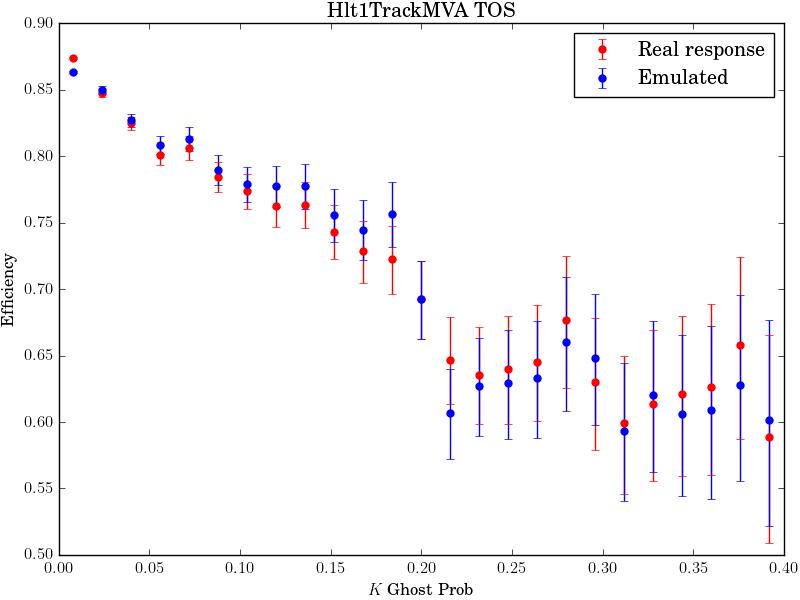 Hlt1TrackMVA TOS
Real response
Emulated
Efficiency
0.90
0.85
0.80
0.75
0.70
0.65
0.60
0.55
0.50
0.00 0.05 0.10 0.15 0.20 0.25 0.30 0.35 0.40
K Ghost Prob